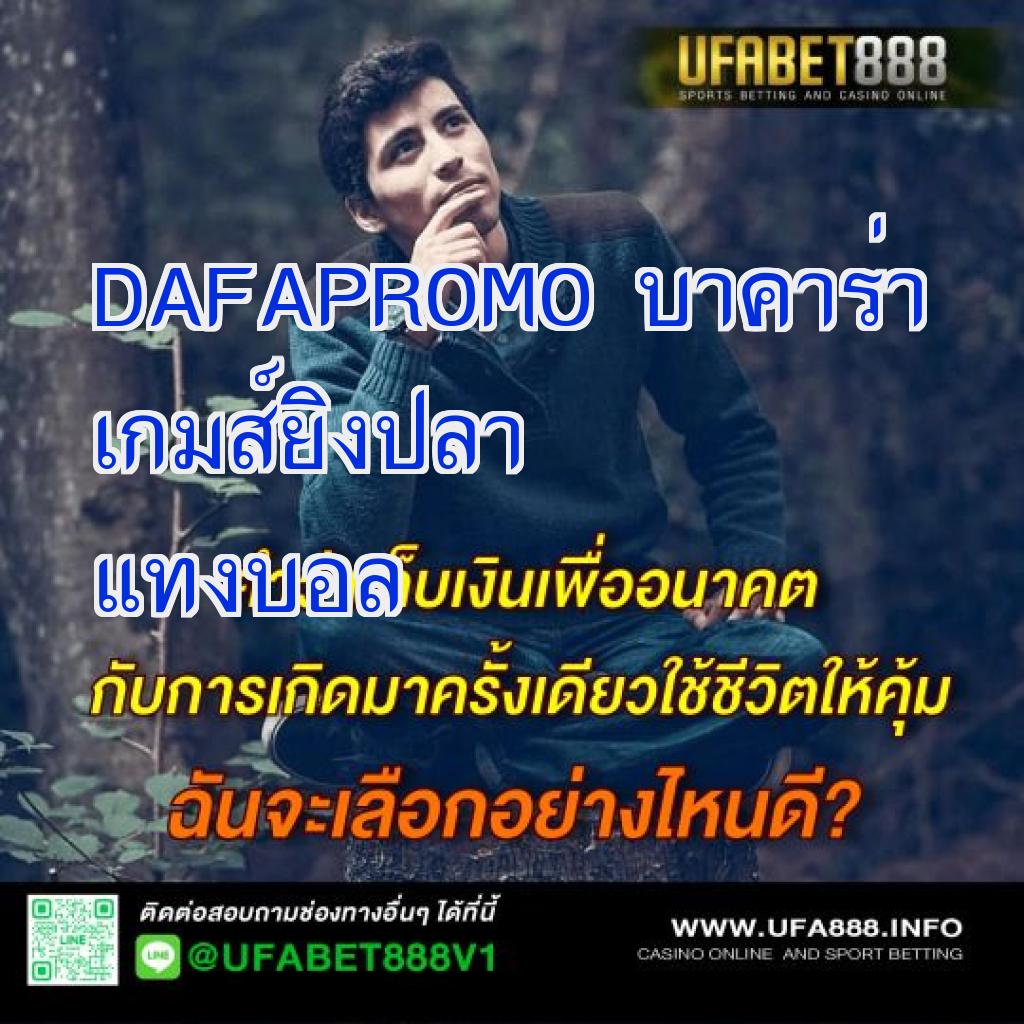 UFABET888
SPORTS BETTING AND CASINO ONLINE
DAFAPROMO บาคาร่า
เกมส์ยิงปลา
แทงบอล
เงินเพื่ออนาคต
กับการเกิดมาครั้งเดียวใช้ชีวิตให้คุ้ม
ฉันจะเลือกอย่างไหนดี?
ติดต่อสอบถามช่องทางอื่นๆ ได้ที่นี่
LINE
LINE
@UFABET888V1
WWW.UFA888.INFO
CASINO ONLINE AND SPORT BETTING